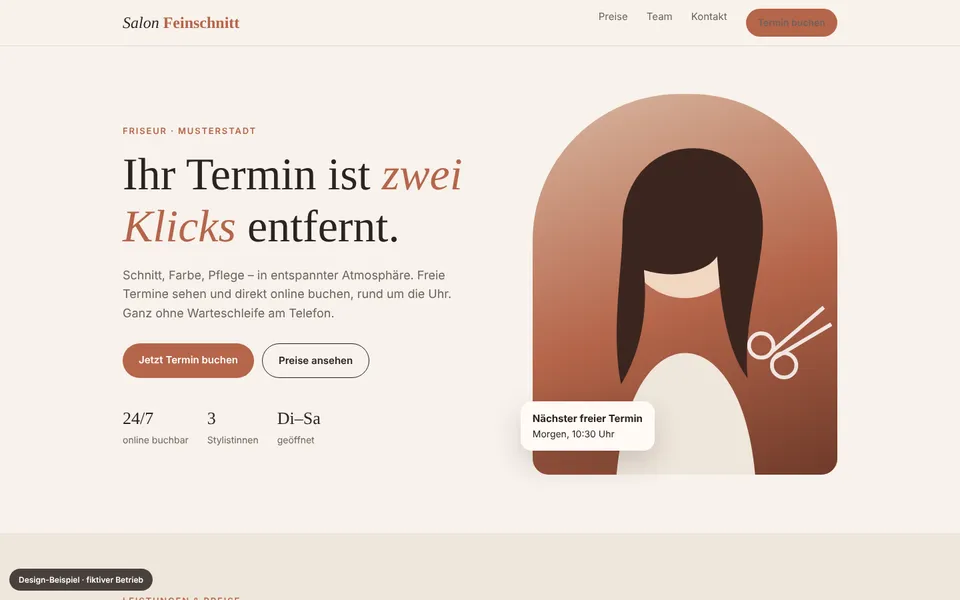 Salon Feinschnitt
Preise
Team
Kontakt
Termin buchen
FRISEUR · MUSTERSTADT
Ihr Termin ist zwei
Klicks entfernt.
Schnitt, Farbe, Pflege – in entspannter Atmosphäre. Freie
Termine sehen und direkt online buchen, rund um die Uhr.
Ganz ohne Warteschleife am Telefon.
Jetzt Termin buchen
Preise ansehen
24/7
online buchbar
3
Stylistinnen
Di–Sa
geöffnet
Nächster freier Termin
Morgen, 10:30 Uhr
Design-Beispiel · fiktiver Betrieb
LEISTUNGEN & PREISE